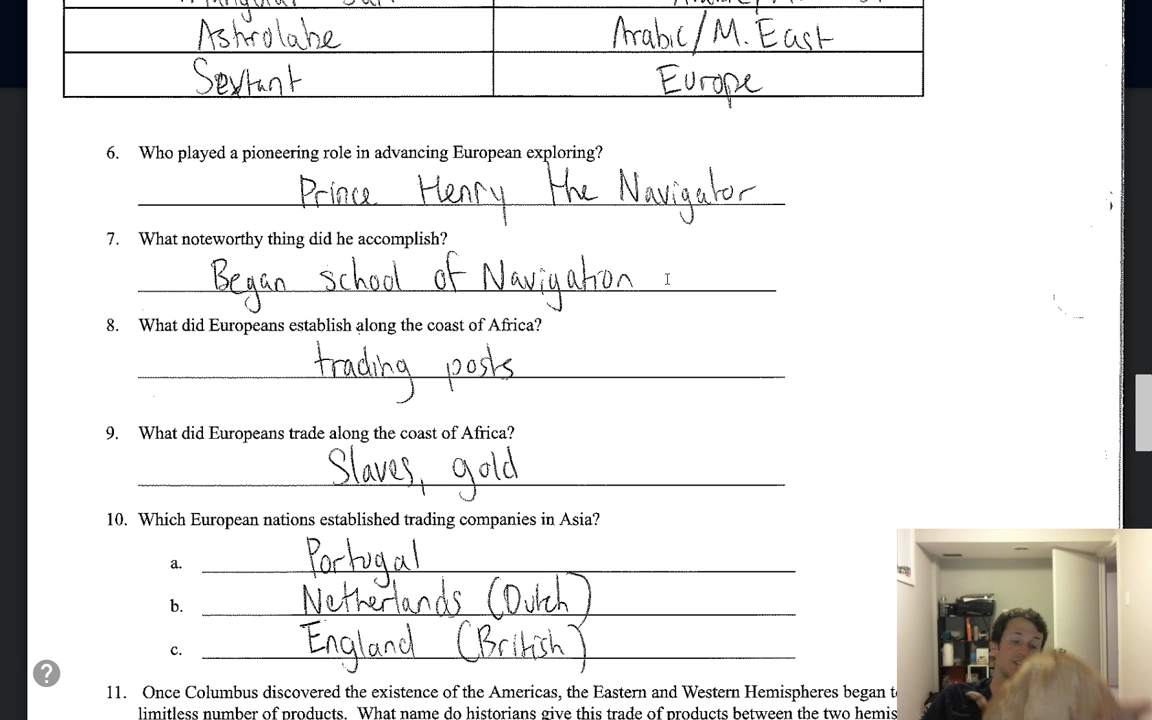 Astrolabe Arabic/M. East
Sextant Europe
6. Who played a pioneering role in advancing European exploring?
Prince Henry the Navigator
7. What noteworthy thing did he accomplish?
Began school of Navigation
8. What did Europeans establish along the coast of Africa?
trading posts
9. What did Europeans trade along the coast of Africa?
Slaves, gold
10. Which European nations established trading companies in Asia?
a. Portugal
b. Netherlands (Dutch)
c. England (British)
11. Once Columbus discovered the existence of the Americas, the Eastern and Western Hemispheres began
limitless number of products. What name do historians give this trade of products between the two
?